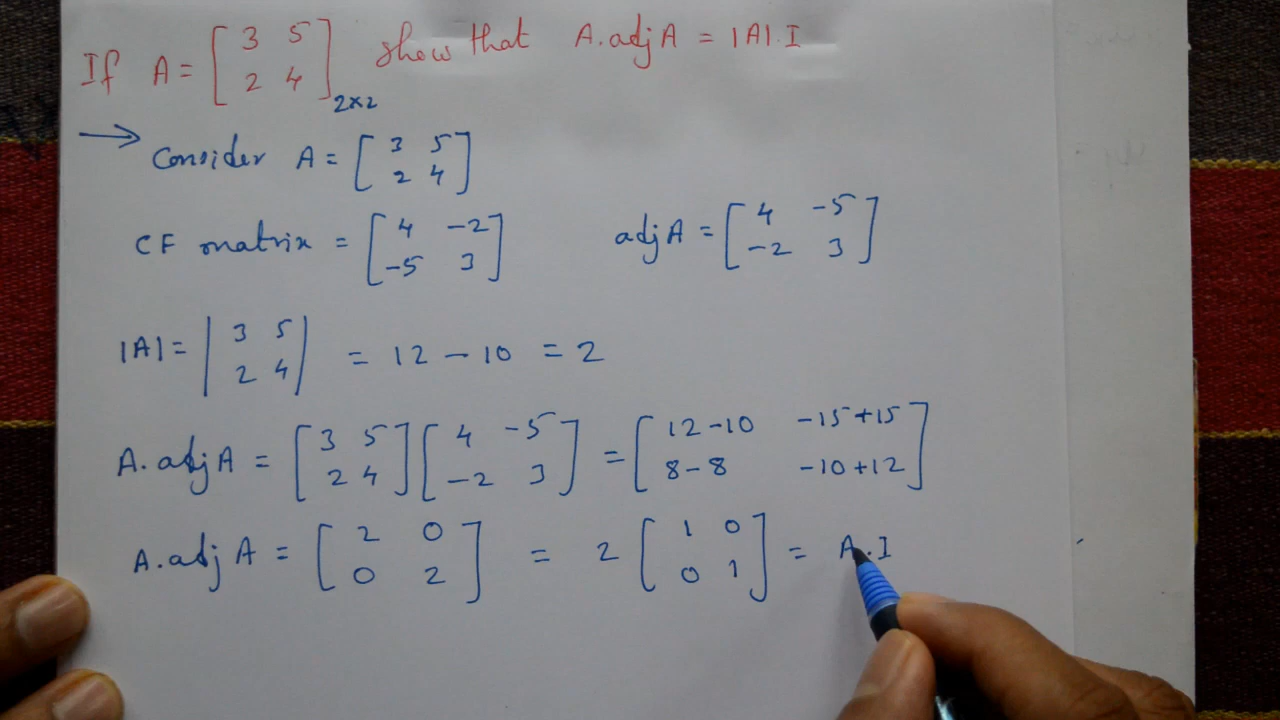 If A = [ 3 5 2 4 ] 2×2 show that A.adjA = |A|.I
→ Consider A = [ 3 5 2 4 ]
CF matrix = [ 4 -2 -5 3 ] adjA = [ 4 -5 -2 3 ]
|A| = | 3 5 2 4 | = 12 - 10 = 2
A.adjA = [ 3 5 2 4 ] [ 4 -5 -2 3 ] = [ 12-10 -15+15 8-8 -10+12 ]
A.adjA = [ 2 0 0 2 ] = 2 [ 1 0 0 1 ] = A.I